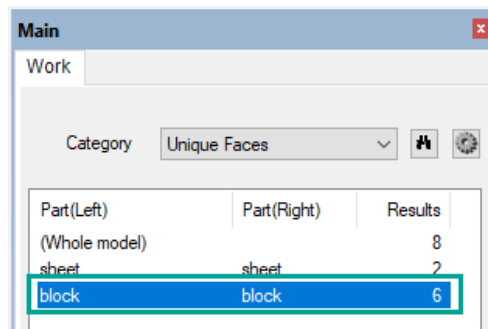 Main
Work
Category Unique Faces
Part(Left) Part(Right) Results
(Whole model) 8
sheet sheet 2
block block 6